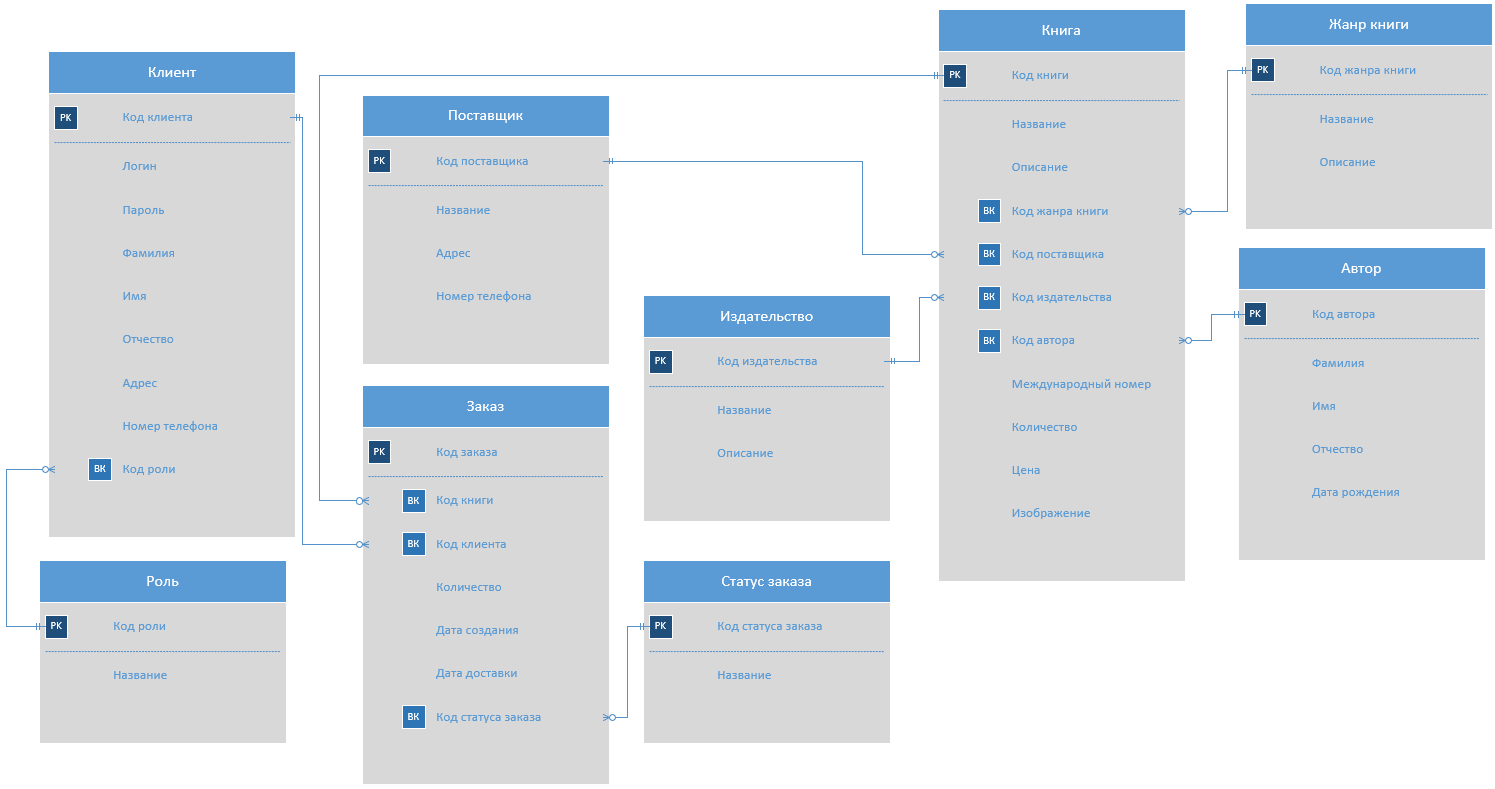 Клиент
PK Код клиента
Логин
Пароль
Фамилия
Имя
Отчество
Адрес
Номер телефона
ВК Код роли
Роль
PK Код роли
Название
Поставщик
PK Код поставщика
Название
Адрес
Номер телефона
Заказ
PK Код заказа
ВК Код книги
ВК Код клиента
Количество
Дата создания
Дата доставки
ВК Код статуса заказа
Издательство
PK Код издательства
Название
Описание
Статус заказа
PK Код статуса заказа
Название
Книга
PK Код книги
Название
Описание
ВК Код жанра книги
ВК Код поставщика
ВК Код издательства
ВК Код автора
Международный номер
Количество
Цена
Изображение
Жанр книги
PK Код жанра книги
Название
Описание
Автор
PK Код автора
Фамилия
Имя
Отчество
Дата рождения